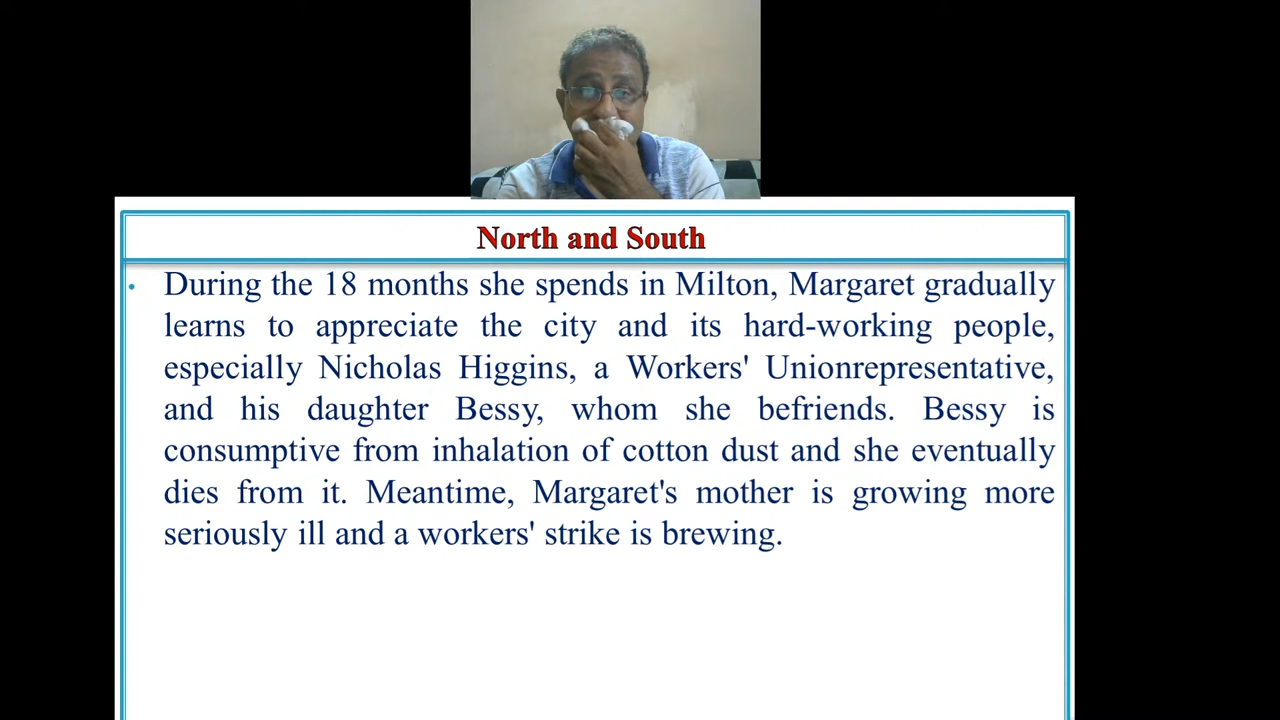 North and South
• During the 18 months she spends in Milton, Margaret gradually
learns to appreciate the city and its hard-working people,
especially Nicholas Higgins, a Workers' Unionrepresentative,
and his daughter Bessy, whom she befriends. Bessy is
consumptive from inhalation of cotton dust and she eventually
dies from it. Meantime, Margaret's mother is growing more
seriously ill and a workers' strike is brewing.